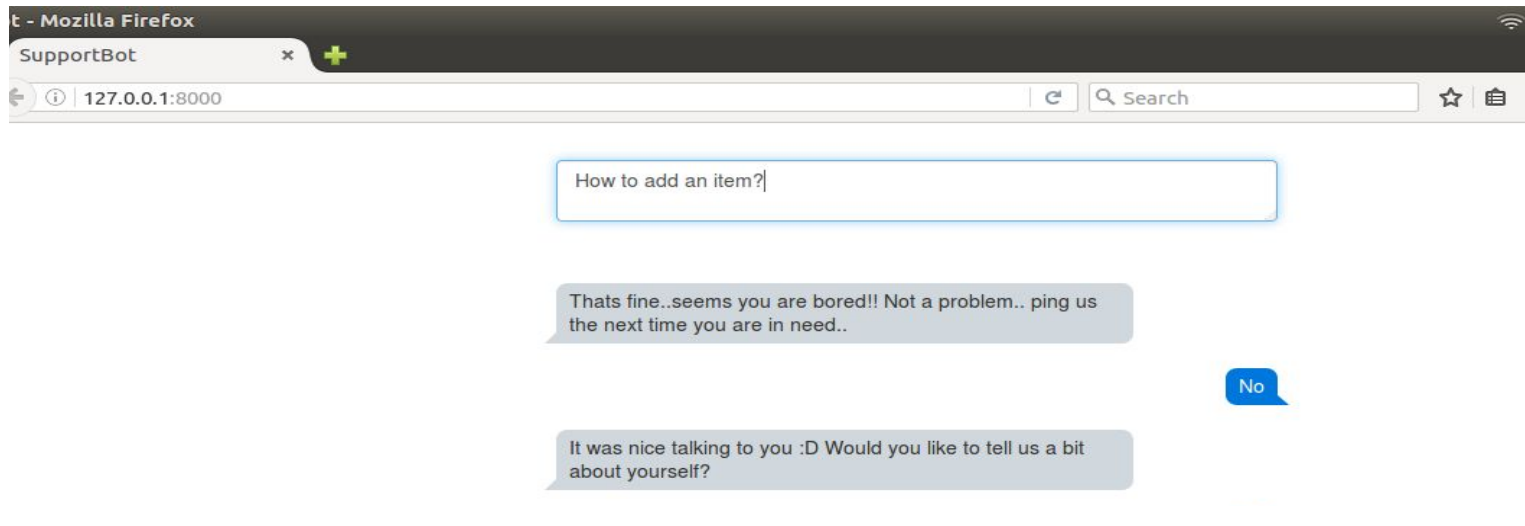 t - Mozilla Firefox
SupportBot
127.0.0.1:8000
Search
How to add an item?
Thats fine..seems you are bored!! Not a problem.. ping us
the next time you are in need..
No
It was nice talking to you :D Would you like to tell us a bit
about yourself?